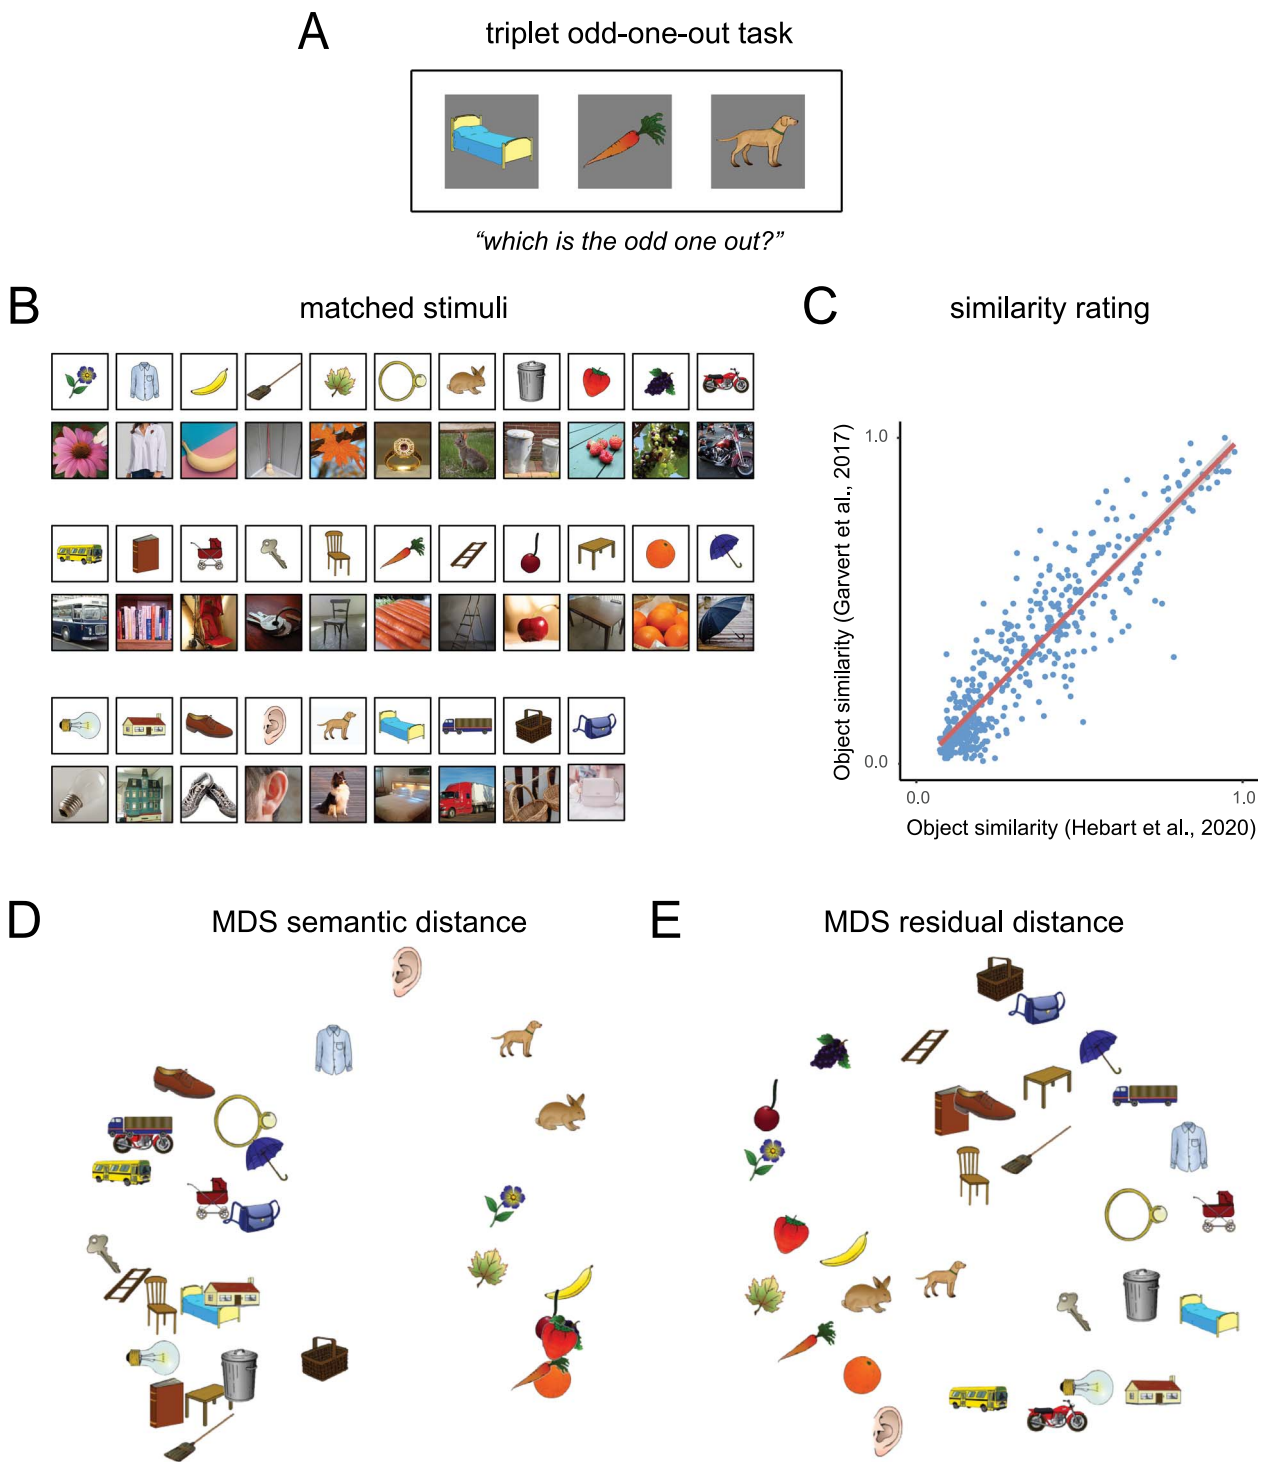 A
triplet odd-one-out task
“which is the odd one out?”
B
matched stimuli
C
similarity rating
Object similarity (Garvert et al., 2017)
1.0
0.0
0.0
1.0
Object similarity (Hebart et al., 2020)
D
MDS semantic distance
E
MDS residual distance